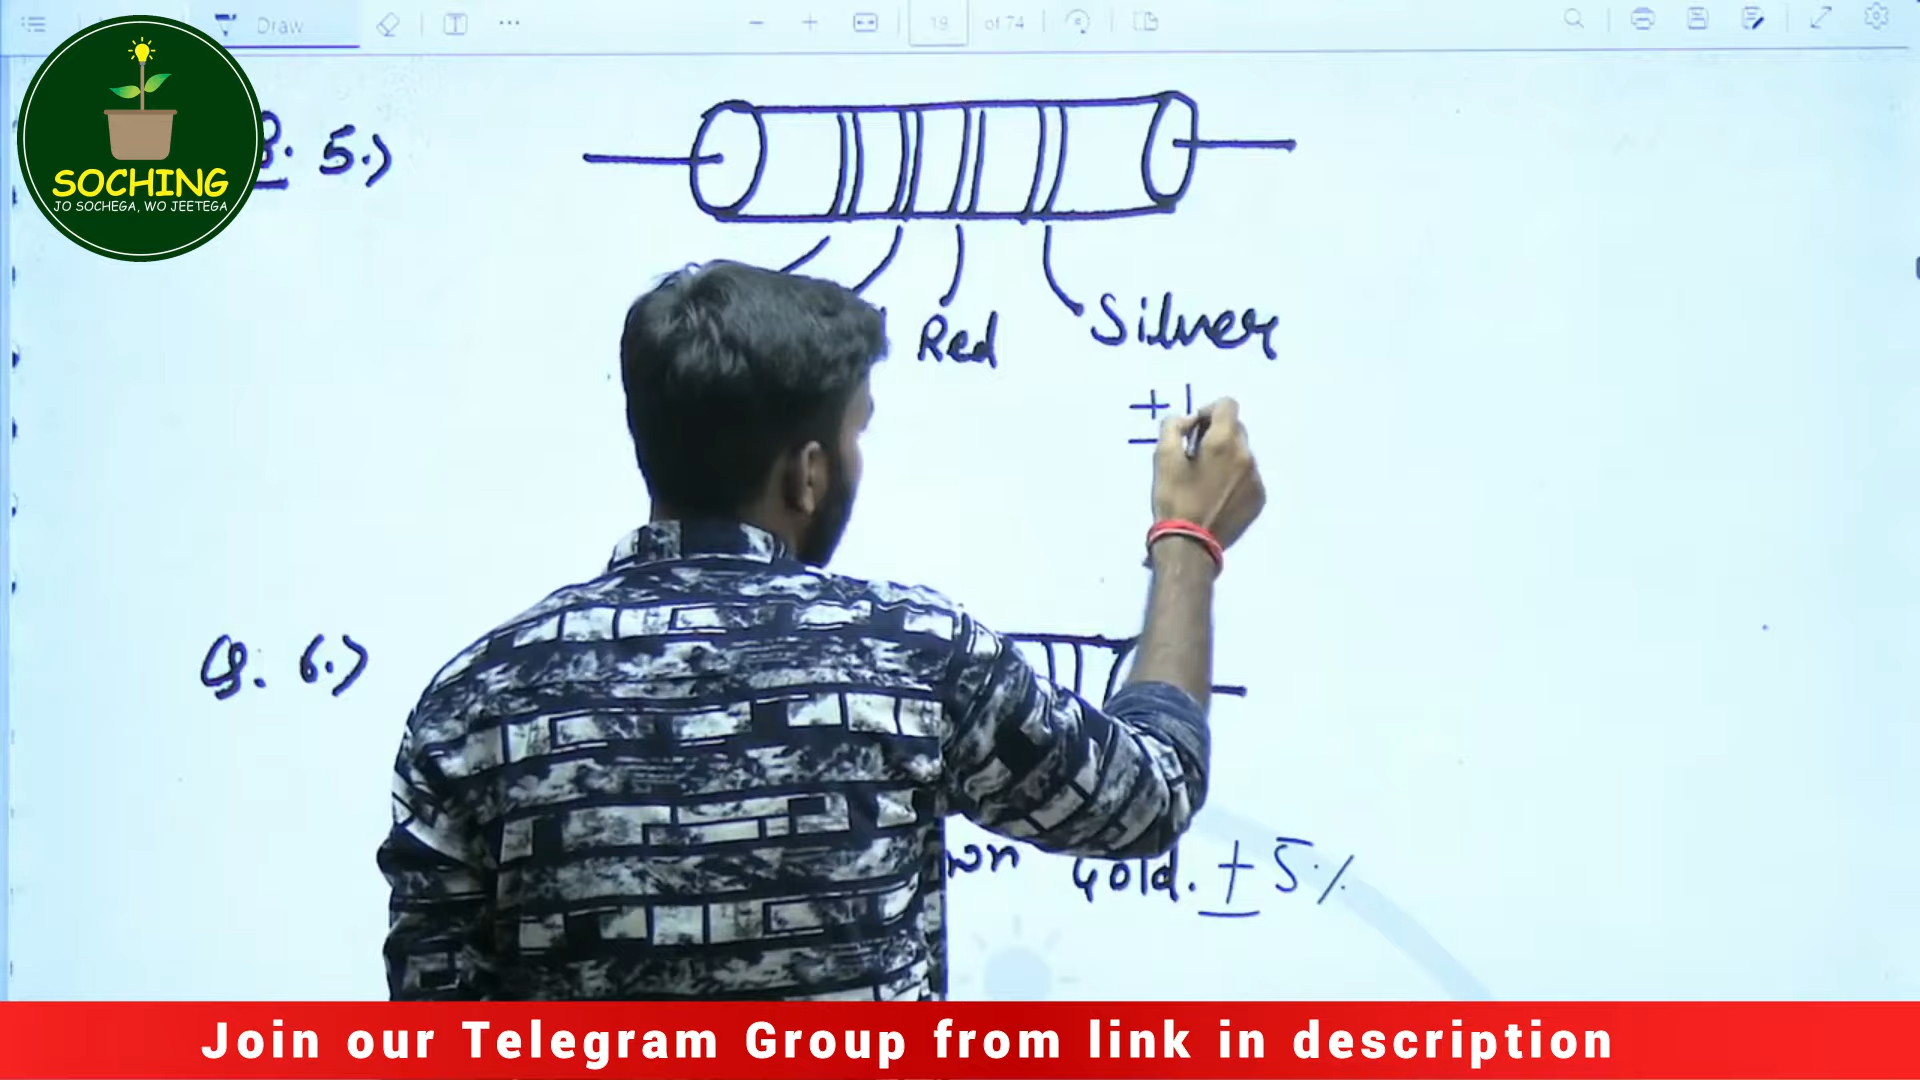 Draw
19 of 74
SOCHING
JO SOCHEGA, WO JEETEGA
Q. 5.)
Red
Silver
±1
Q. 6.)
Gold. ±5%
Join our Telegram Group from link in description